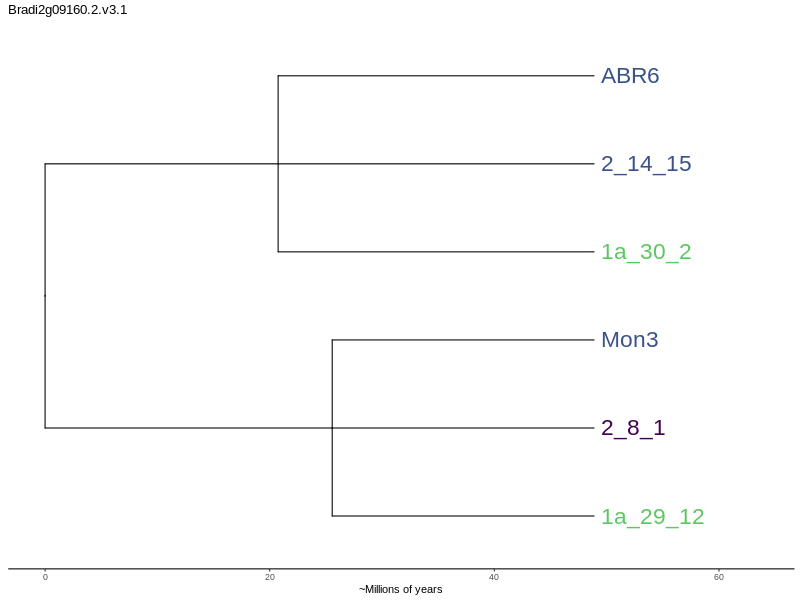 Bradi2g09160.2.v3.1
ABR6
2_14_15
1a_30_2
Mon3
2_8_1
1a_29_12
0 20 40 60
~Millions of years